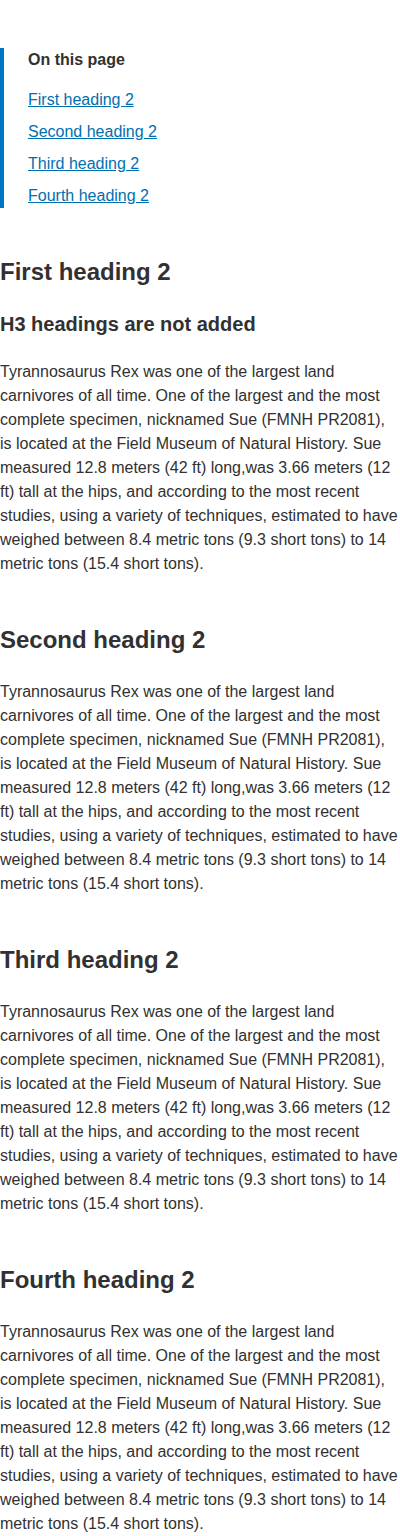 On this page
First heading 2
Second heading 2
Third heading 2
Fourth heading 2
First heading 2
H3 headings are not added
Tyrannosaurus Rex was one of the largest land
carnivores of all time. One of the largest and the most
complete specimen, nicknamed Sue (FMNH PR2081),
is located at the Field Museum of Natural History. Sue
measured 12.8 meters (42 ft) long,was 3.66 meters (12
ft) tall at the hips, and according to the most recent
studies, using a variety of techniques, estimated to have
weighed between 8.4 metric tons (9.3 short tons) to 14
metric tons (15.4 short tons).
Second heading 2
Tyrannosaurus Rex was one of the largest land
carnivores of all time. One of the largest and the most
complete specimen, nicknamed Sue (FMNH PR2081),
is located at the Field Museum of Natural History. Sue
measured 12.8 meters (42 ft) long,was 3.66 meters (12
ft) tall at the hips, and according to the most recent
studies, using a variety of techniques, estimated to have
weighed between 8.4 metric tons (9.3 short tons) to 14
metric tons (15.4 short tons).
Third heading 2
Tyrannosaurus Rex was one of the largest land
carnivores of all time. One of the largest and the most
complete specimen, nicknamed Sue (FMNH PR2081),
is located at the Field Museum of Natural History. Sue
measured 12.8 meters (42 ft) long,was 3.66 meters (12
ft) tall at the hips, and according to the most recent
studies, using a variety of techniques, estimated to have
weighed between 8.4 metric tons (9.3 short tons) to 14
metric tons (15.4 short tons).
Fourth heading 2
Tyrannosaurus Rex was one of the largest land
carnivores of all time. One of the largest and the most
complete specimen, nicknamed Sue (FMNH PR2081),
is located at the Field Museum of Natural History. Sue
measured 12.8 meters (42 ft) long,was 3.66 meters (12
ft) tall at the hips, and according to the most recent
studies, using a variety of techniques, estimated to have
weighed between 8.4 metric tons (9.3 short tons) to 14
metric tons (15.4 short tons).